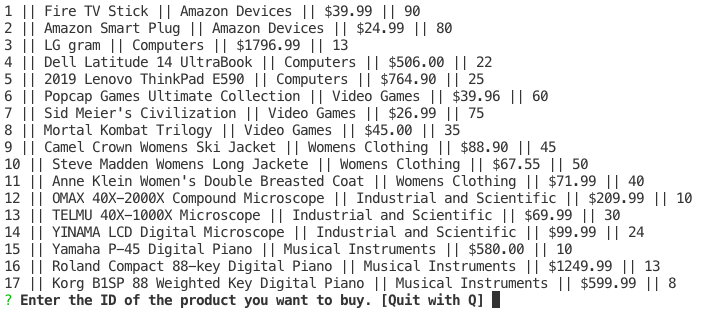 1 || Fire TV Stick || Amazon Devices || $39.99 || 90
2 || Amazon Smart Plug || Amazon Devices || $24.99 || 80
3 || LG gram || Computers || $1796.99 || 13
4 || Dell Latitude 14 UltraBook || Computers || $506.00 || 22
5 || 2019 Lenovo ThinkPad E590 || Computers || $764.90 || 25
6 || Popcap Games Ultimate Collection || Video Games || $39.96 || 60
7 || Sid Meier's Civilization || Video Games || $26.99 || 75
8 || Mortal Kombat Trilogy || Video Games || $45.00 || 35
9 || Camel Crown Womens Ski Jacket || Womens Clothing || $88.90 || 45
10 || Steve Madden Womens Long Jackete || Womens Clothing || $67.55 || 50
11 || Anne Klein Women's Double Breasted Coat || Womens Clothing || $71.99 || 40
12 || OMAX 40X-2000X Compound Microscope || Industrial and Scientific || $209.99 || 10
13 || TELMU 40X-1000X Microscope || Industrial and Scientific || $69.99 || 30
14 || YINAMA LCD Digital Microscope || Industrial and Scientific || $99.99 || 24
15 || Yamaha P-45 Digital Piano || Musical Instruments || $580.00 || 10
16 || Roland Compact 88-key Digital Piano || Musical Instruments || $1249.99 || 13
17 || Korg B1SP 88 Weighted Key Digital Piano || Musical Instruments || $599.99 || 8
? Enter the ID of the product you want to buy. [Quit with Q]